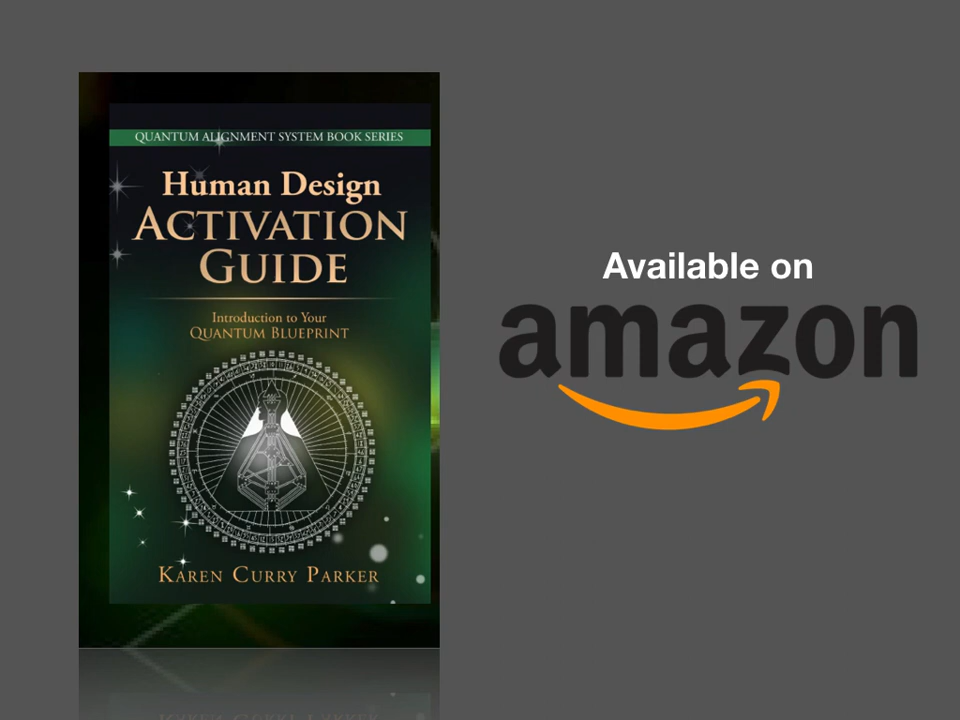 QUANTUM ALIGNMENT SYSTEM BOOK SERIES
Human Design
ACTIVATION
GUIDE
Introduction to Your
QUANTUM BLUEPRINT
KAREN CURRY PARKER
Available on
amazon